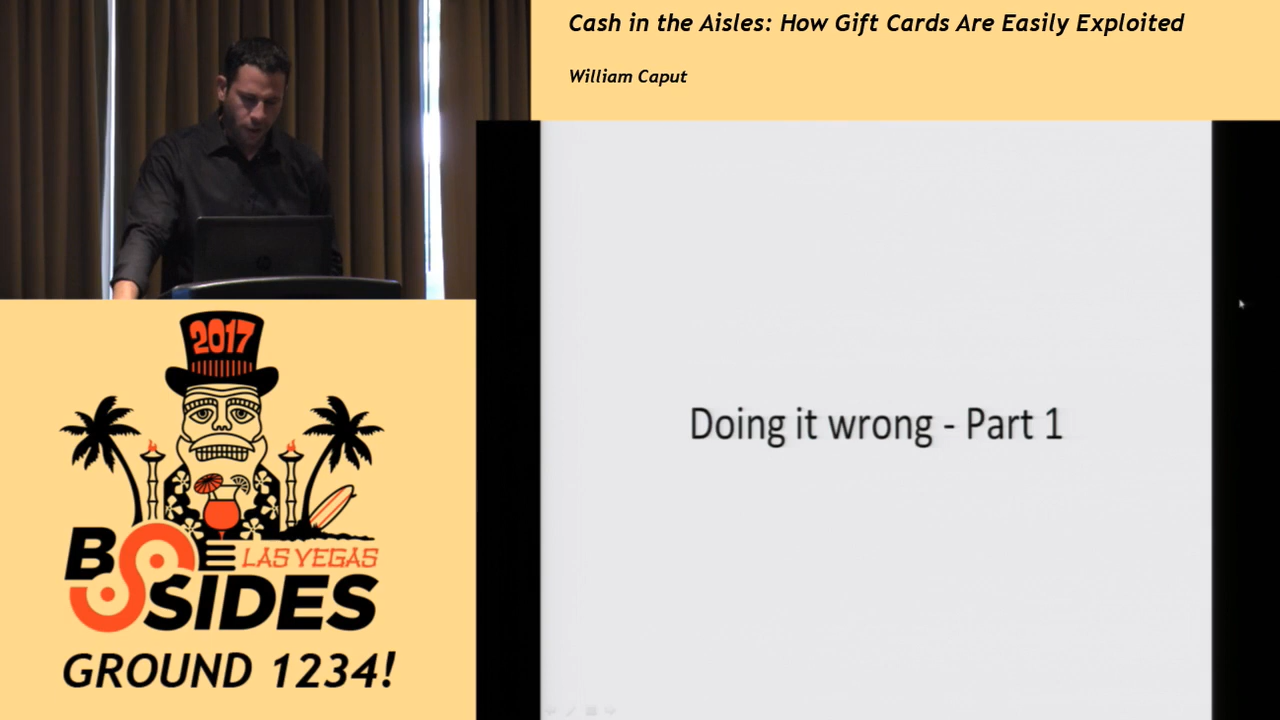 Cash in the Aisles: How Gift Cards Are Easily Exploited
William Caput
Doing it wrong - Part 1
2017
BSIDES
LAS VEGAS
GROUND 1234!